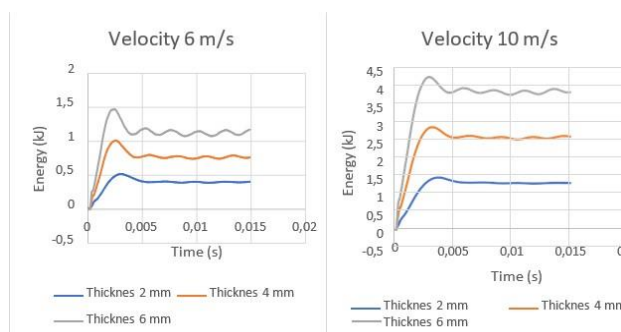 Velocity 6 m/s
2
1,5
1
0,5
0
-0,5
Energy (kJ)
0
0,005
0,01
0,015
0,02
Time (s)
Thicknes 2 mm
Thicknes 4 mm
Thicknes 6 mm
Velocity 10 m/s
4,5
4
3,5
3
2,5
2
1,5
1
0,5
0
-0,5
Energy (kJ)
0
0,005
0,01
0,015
Time (s)
Thicknes 2 mm
Thicknes 4 m
Thicknes 6 mm